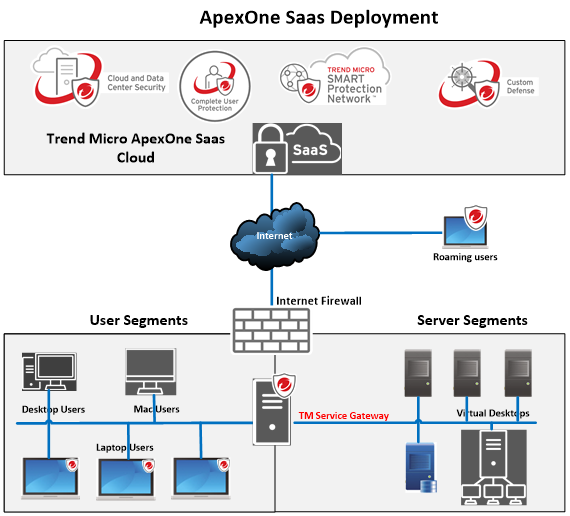 ApexOne Saas Deployment
Cloud and Data
Center Security
Complete User
Protection
TREND MICRO
SMART
Protection
Network™
Custom
Defense
Trend Micro ApexOne Saas
Cloud
SaaS
Internet
Roaming users
Internet Firewall
User Segments
Server Segments
Desktop Users
Mac Users
TM Service Gateway
Virtual Desktops
Laptop Users